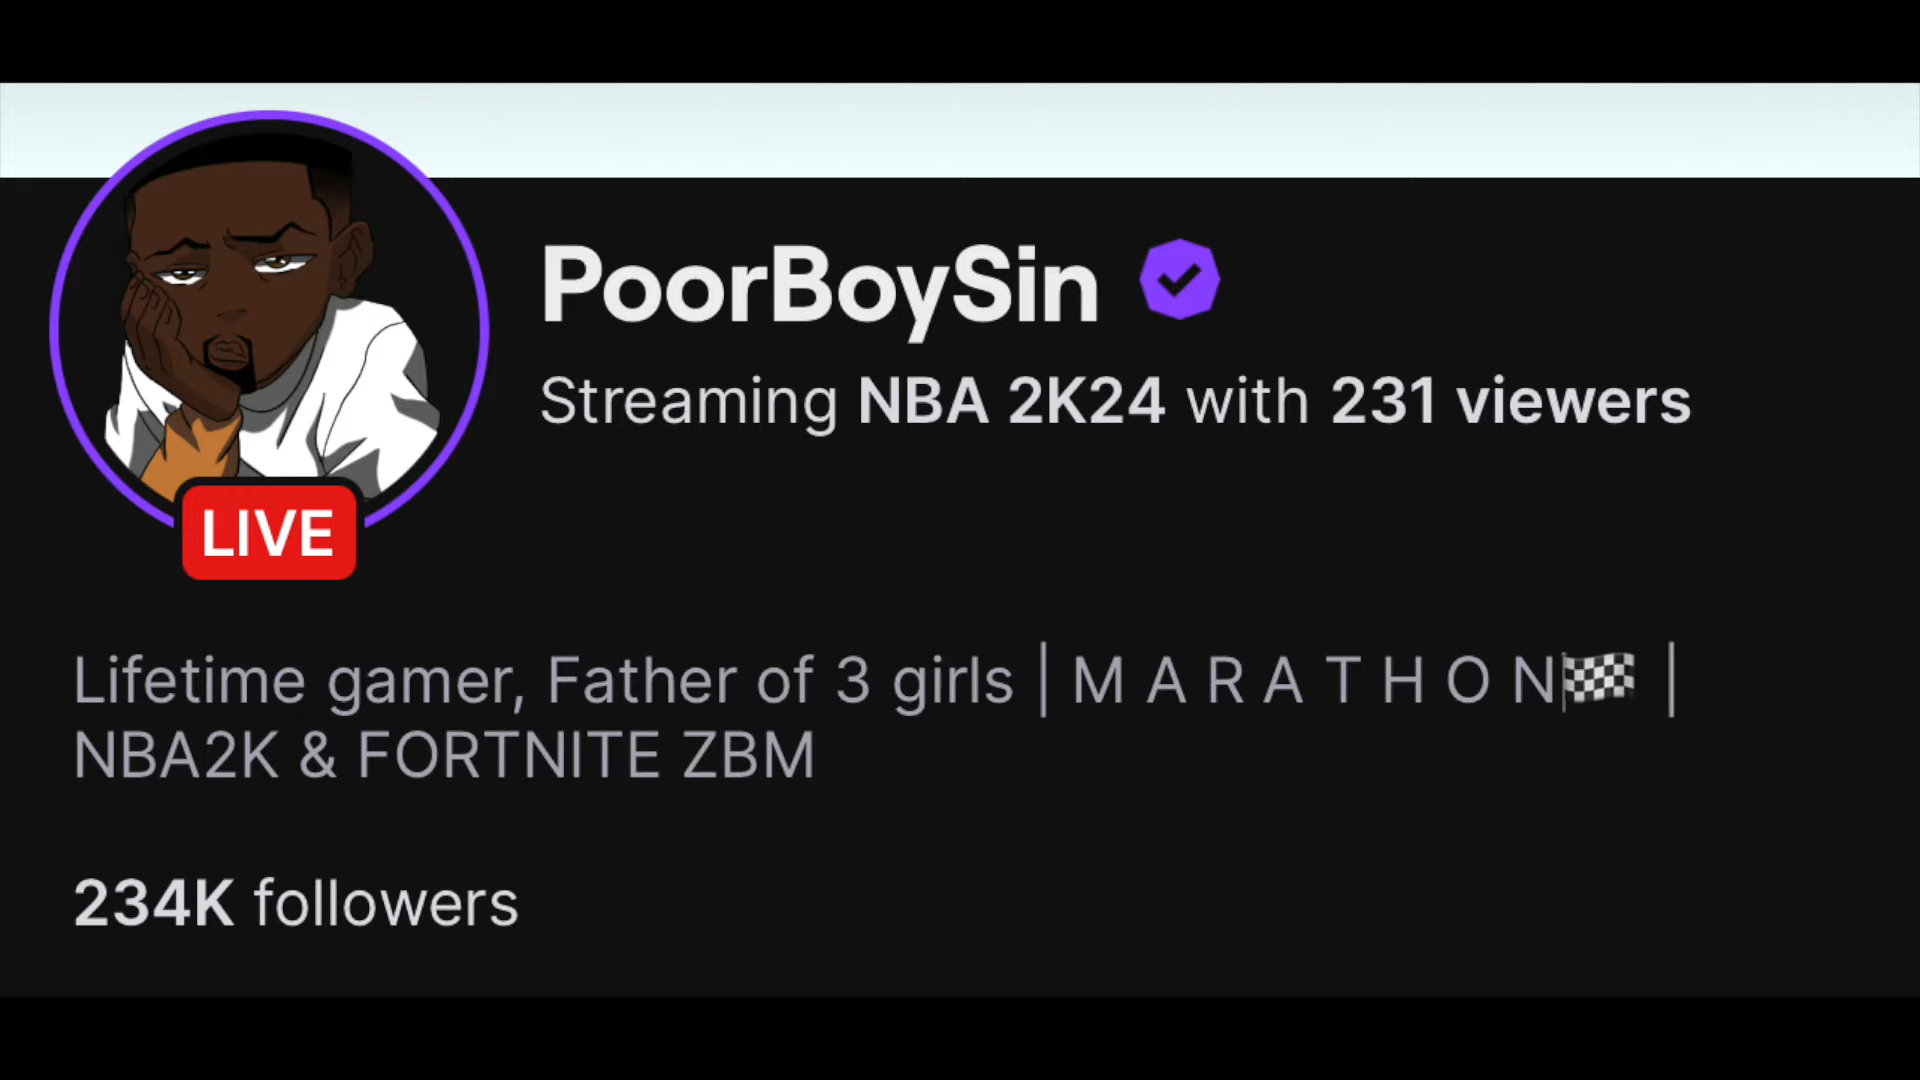 PoorBoySin
Streaming NBA 2K24 with 231 viewers
LIVE
Lifetime gamer, Father of 3 girls | M A R A T H O N🏁 |
NBA2K & FORTNITE ZBM
234K followers